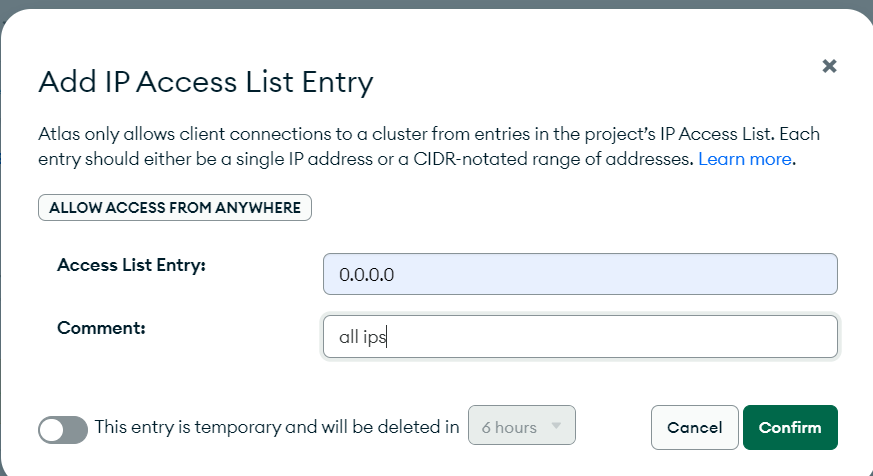 Add IP Access List Entry
Atlas only allows client connections to a cluster from entries in the project’s IP Access List. Each
entry should either be a single IP address or a CIDR-notated range of addresses. Learn more.
ALLOW ACCESS FROM ANYWHERE
Access List Entry: 0.0.0.0
Comment: all ips
This entry is temporary and will be deleted in 6 hours Cancel Confirm